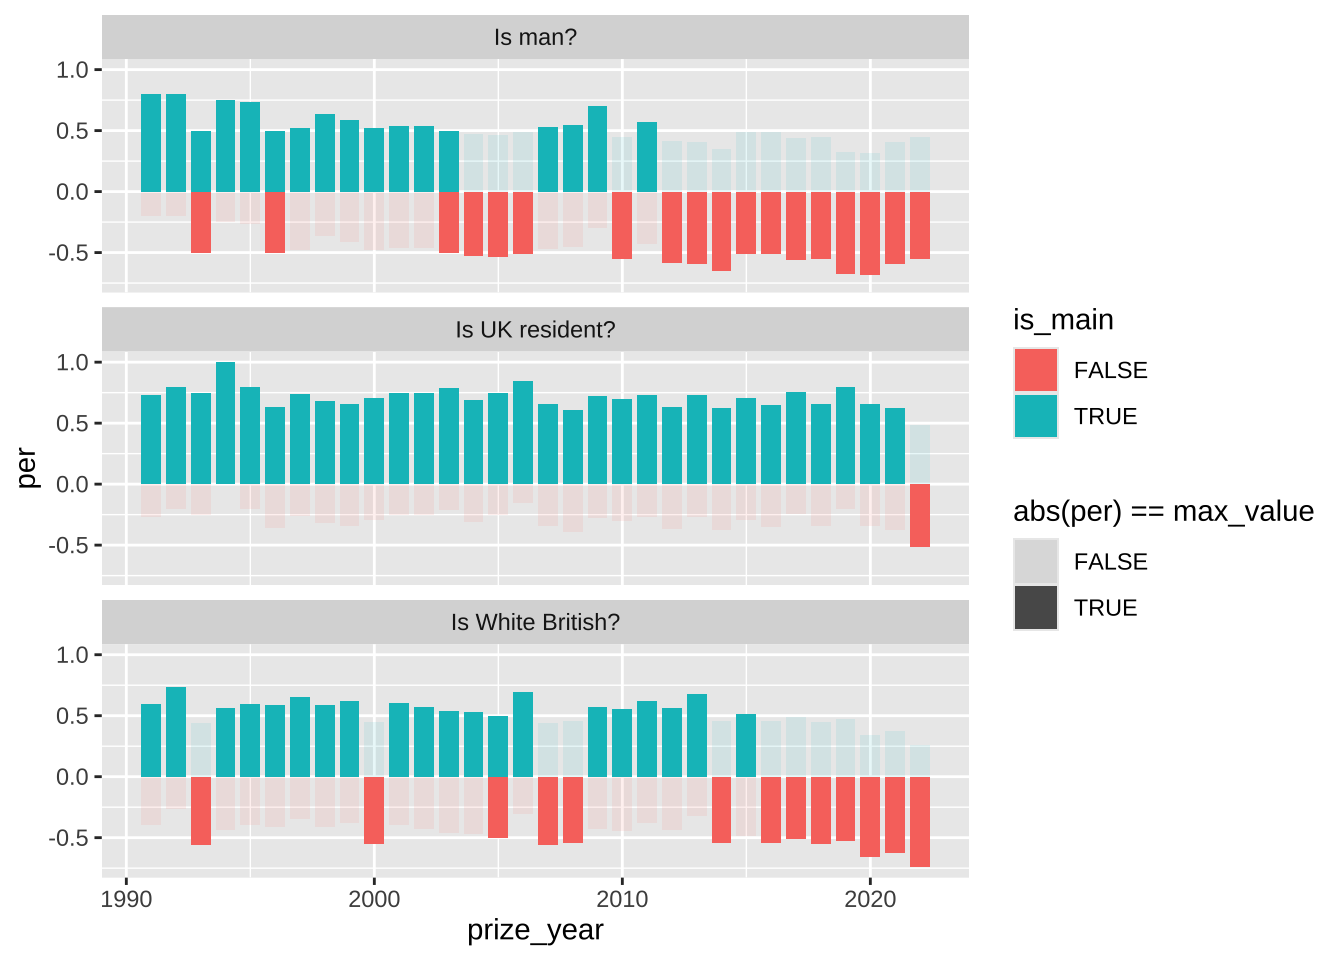 Is man?
1.0
0.5
0.0
-0.5
Is UK resident?
1.0
0.5
0.0
-0.5
Is White British?
1.0
0.5
0.0
-0.5
1990 2000 2010 2020
prize_year
per
is_main
FALSE
TRUE
abs(per) == max_value
FALSE
TRUE